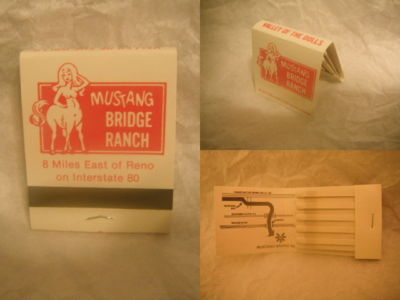 MUSTANG
BRIDGE
RANCH
8 Miles East of Reno
on Interstate 80
VALLEY OF THE DOLLS
MUSTANG
BRIDGE
RANCH